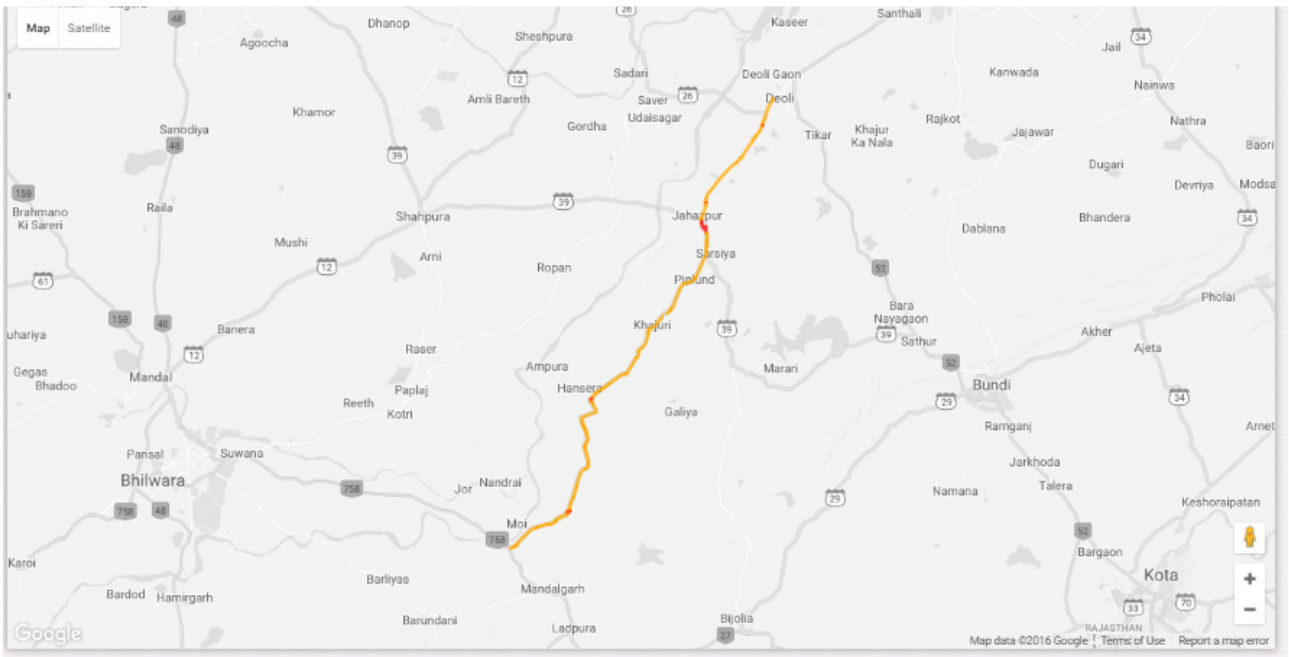 Map
Satellite
48
Dhanop
26
Santhali
Kaseer
Agoocha
Sheshpura
34
Jail
Sadari
Deoli Gaon
Kanwada
12
Nainwa
Amli Bareth
Saver
26
Deoli
Khamor
Udaisagar
Rajkot
Nathra
Sanodiya
Gordha
Tikar
Khajur
Ka Nala
Jajawar
48
39
Baori
Dugari
158
Devriya
Modsa
Brahmano
Ki Sareri
Raila
39
Shahpura
Jahazpur
Bhandera
34
Mushi
Dablana
Arni
Sarsiya
12
Ropan
52
61
Piplund
Pholai
Bara
Nayagaon
158
48
Banera
Khajuri
39
39
Sathur
Akher
uhariya
Raser
Ajeta
12
52
Gegas
Bhadoo
Mandal
Ampura
Marari
Bundi
Paplaj
Hansera
29
34
Reeth
Kotri
Galiya
Ramganj
Arnet
Pansal
Suwana
Jarkhoda
Bhilwara
758
Jor
Nandrai
Namana
Talera
29
Keshoraipatan
758
48
Moi
758
52
Bargaon
Karoi
Barliyas
Mandalgarh
Kota
Bardod
Hamirgarh
33
70
Barundani
Ladpura
Bijolia
27
RAJASTHAN
Google
Map data ©2016 Google
Terms of Use
Report a map error